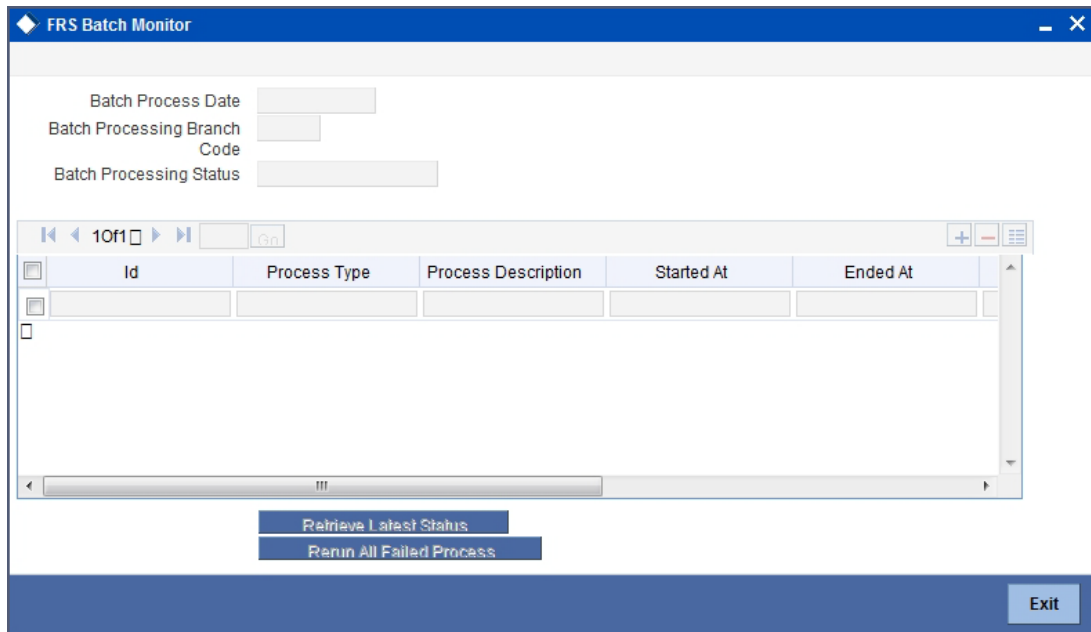 FRS Batch Monitor
Batch Process Date
Batch Processing Branch
Code
Batch Processing Status
1Of1
Go
Id Process Type Process Description Started At Ended At
Retrieve Latest Status
Rerun All Failed Process
Exit